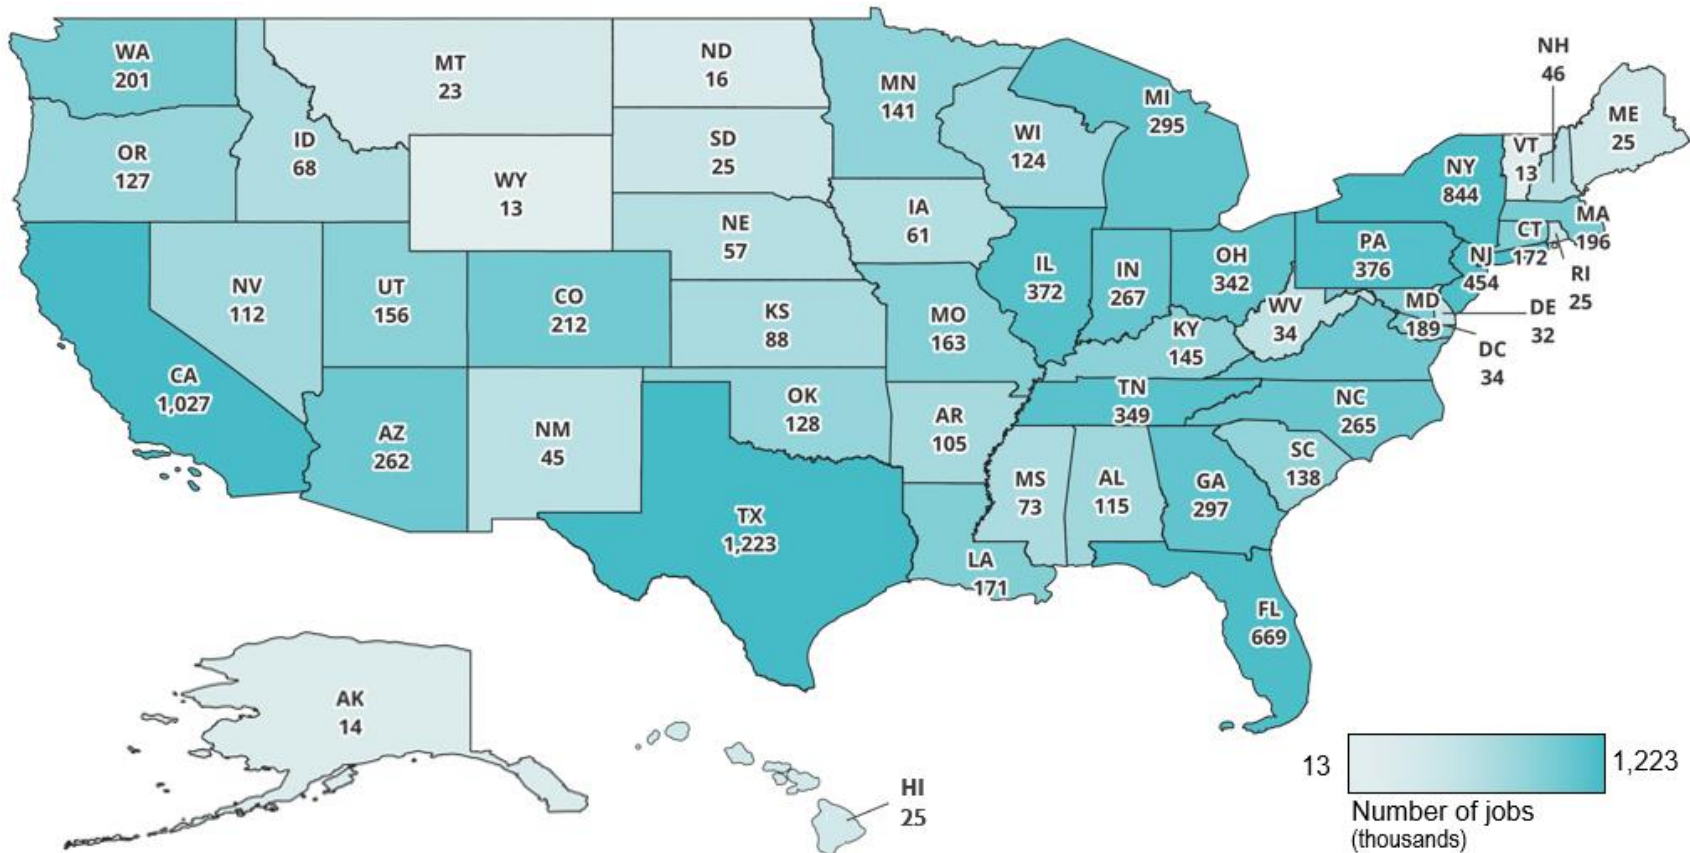 WA
201
MT
23
ND
16
MN
141
MI
295
NH
46
ME
25
OR
127
ID
68
SD
25
WI
124
VT
13
NY
844
WY
13
NE
57
IA
61
MA
196
CT
172
RI
25
NV
112
UT
156
CO
212
KS
88
MO
163
IL
372
IN
267
OH
342
PA
376
NJ
454
WV
34
MD
189
DE
32
DC
34
KY
145
CA
1,027
AZ
262
NM
45
OK
128
AR
105
TN
349
NC
265
SC
138
TX
1,223
LA
171
MS
73
AL
115
GA
297
FL
669
AK
14
HI
25
13
1,223
Number of jobs
(thousands)